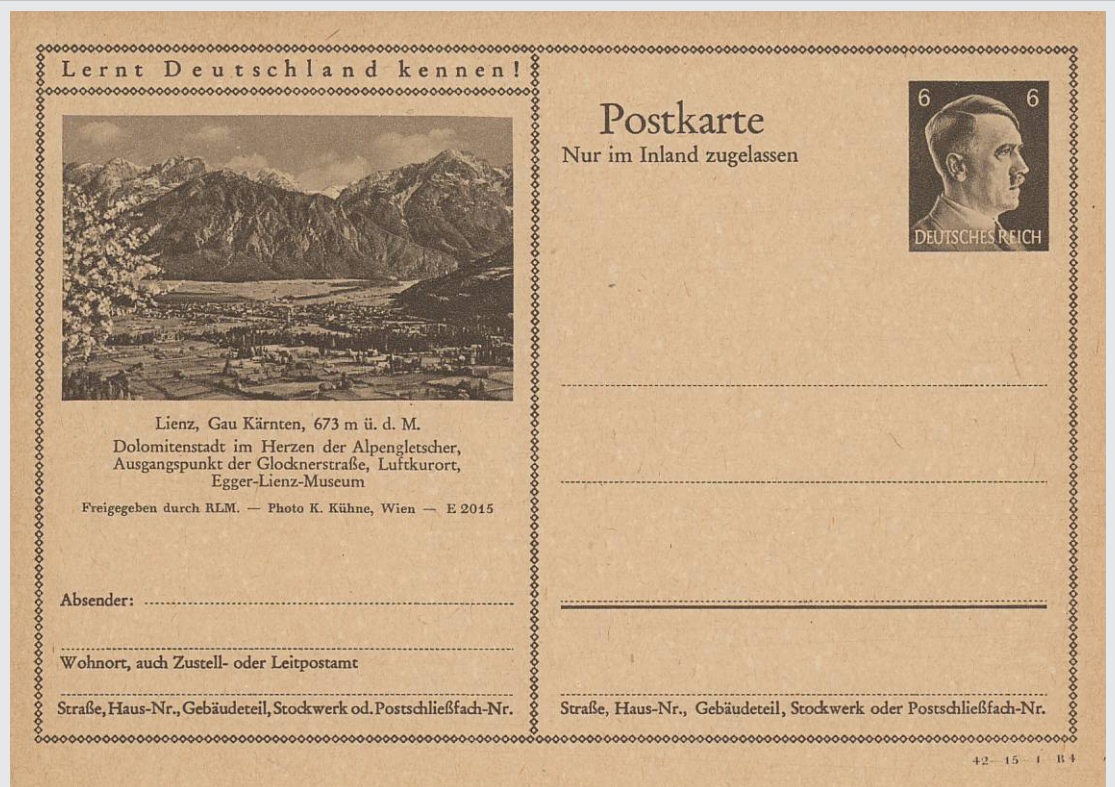 Lernt Deutschland kennen!
Lienz, Gau Kärnten, 673 m ü. d. M.
Dolomitenstadt im Herzen der Alpengletscher,
Ausgangspunkt der Glocknerstraße, Luftkurort,
Egger-Lienz-Museum
Freigegeben durch RLM. — Photo K. Kühne, Wien — E 2015
Absender:
Wohnort, auch Zustell- oder Leitpostamt
Straße, Haus-Nr., Gebäudeteil, Stockwerk od. Postschließfach-Nr.
Postkarte
Nur im Inland zugelassen
6 6
DEUTSCHES REICH
Straße, Haus-Nr., Gebäudeteil, Stockwerk oder Postschließfach-Nr.
42– 15 1 B 4